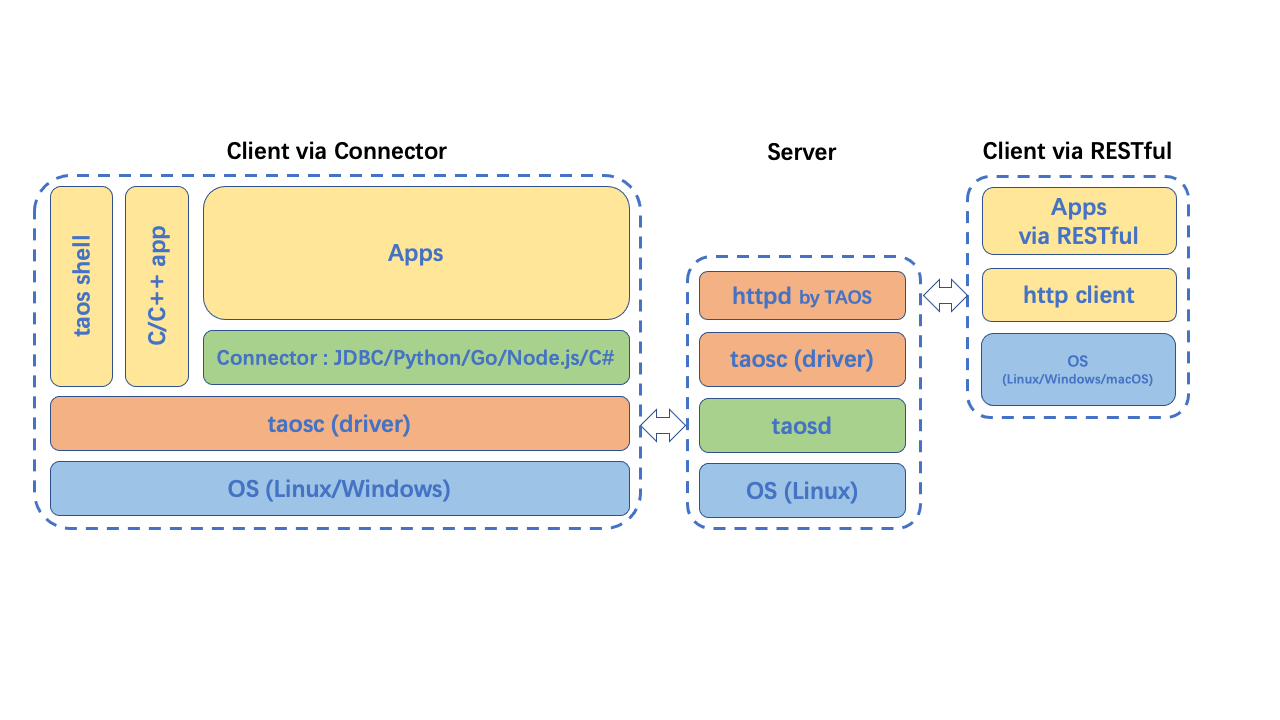 Client via Connector
taos shell
C/C++ app
Apps
Connector : JDBC/Python/Go/Node.js/C#
taosc (driver)
OS (Linux/Windows)
Server
httpd by TAOS
taosc (driver)
taosd
OS (Linux)
Client via RESTful
Apps
via RESTful
http client
OS
(Linux/Windows/macOS)